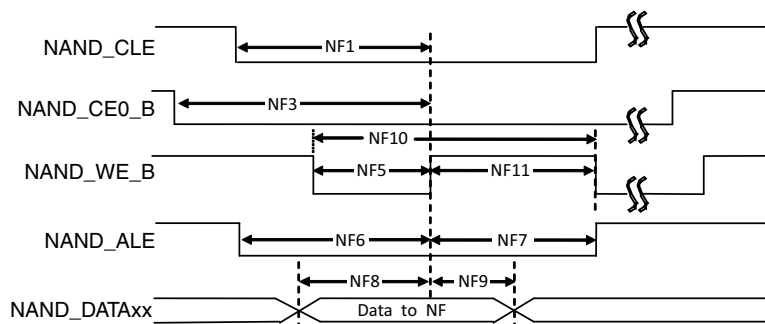 NAND_CLE
NF1
NAND_CE0_B
NF3
NF10
NAND_WE_B
NF5
NF11
NAND_ALE
NF6
NF7
NF8
NF9
NAND_DATAxx
Data to NF